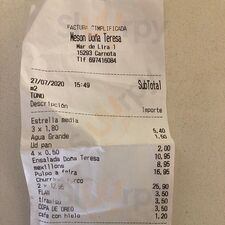 FACTURA SIMPLIFICADA
Meson Doña Teresa
Mar de Lira 1
15293 Carnota
Tlf 697416084
27/07/2020 15:49 SubTotal
m2
TONO
Descripción Importe
Estrella media
3 x 1,80 5,40
Agua Grande 1,50
Ud pan
4 x 0,50 2,00
Ensalada Doña Teresa 10,95
mexillons 8,95
Pulpo a feira 16,95
2 x 12,95 25,90
FLAN 3,50
tiramisu 3,50
COPA DE OREO 3,50
cafe con hielo 1,20